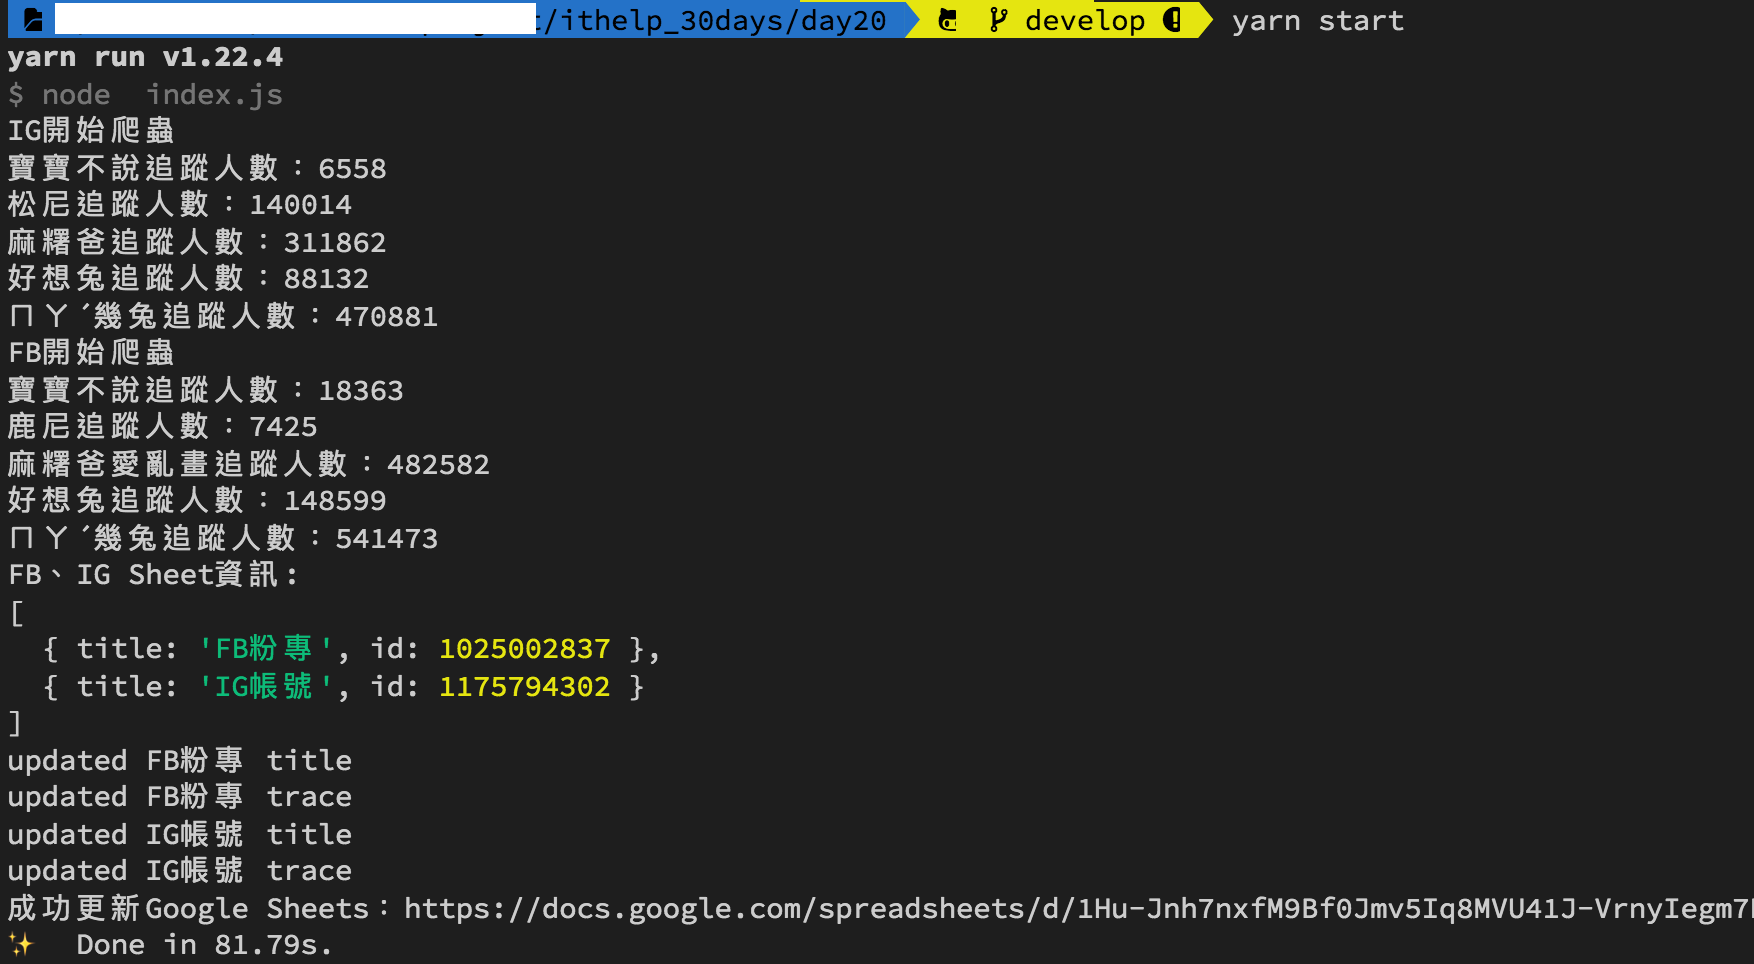 /ithelp_30days/day20 develop yarn start
yarn run v1.22.4
$ node  index.js
IG開始爬蟲
寶寶不說追蹤人數：6558
松尼追蹤人數：140014
麻糬爸追蹤人數：311862
好想兔追蹤人數：88132
ㄇㄚˊ幾兔追蹤人數：470881
FB開始爬蟲
寶寶不說追蹤人數：18363
鹿尼追蹤人數：7425
麻糬爸愛亂畫追蹤人數：482582
好想兔追蹤人數：148599
ㄇㄚˊ幾兔追蹤人數：541473
FB、IG Sheet資訊：
[
  { title: 'FB粉專', id: 1025002837 },
  { title: 'IG帳號', id: 1175794302 }
]
updated FB粉專 title
updated FB粉專 trace
updated IG帳號 title
updated IG帳號 trace
成功更新Google Sheets：https://docs.google.com/spreadsheets/d/1Hu-Jnh7nxfM9Bf0Jmv5Iq8MVU41J-VrnyIegm7
✨  Done in 81.79s.